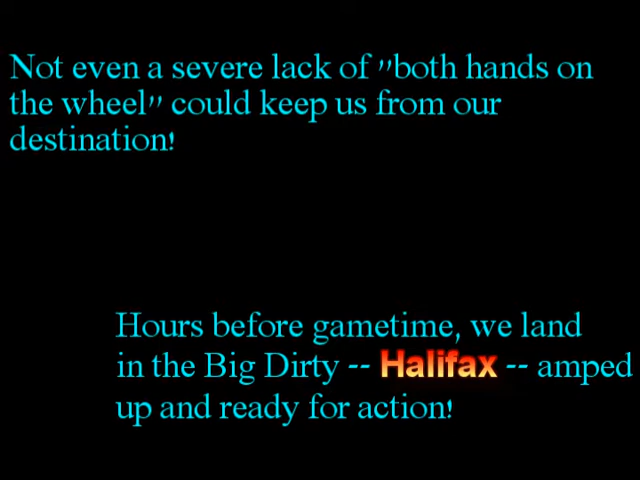 Not even a severe lack of "both hands on
the wheel" could keep us from our
destination!
Hours before gametime, we land
in the Big Dirty -- Halifax -- amped
up and ready for action!